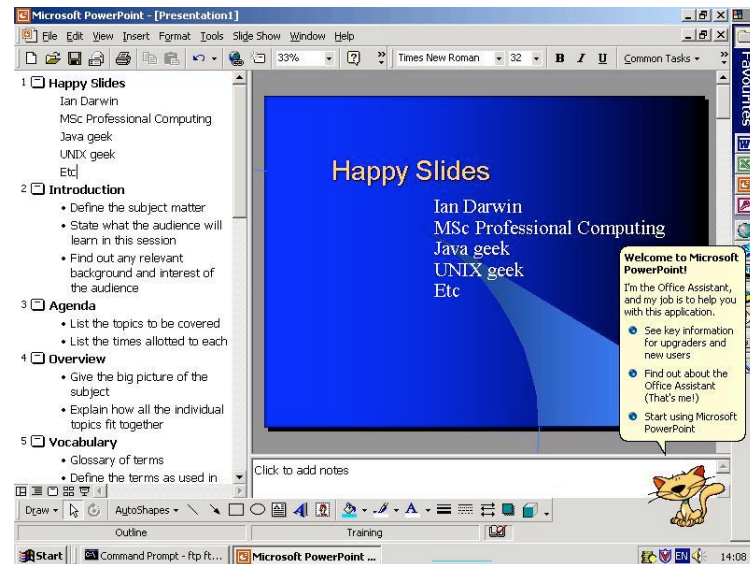 Microsoft PowerPoint - [Presentation1]
File Edit View Insert Format Tools Slide Show Window Help
33% Times New Roman 32 B I U Common Tasks
1 Happy Slides
Ian Darwin
MSc Professional Computing
Java geek
UNIX geek
Etc
2 Introduction
• Define the subject matter
• State what the audience will
learn in this session
• Find out any relevant
background and interest of
the audience
3 Agenda
• List the topics to be covered
• List the times allotted to each
4 Overview
• Give the big picture of the
subject
• Explain how all the individual
topics fit together
5 Vocabulary
• Glossary of terms
• Define the terms as used in
Happy Slides
Ian Darwin
MSc Professional Computing
Java geek
UNIX geek
Etc
Welcome to Microsoft
PowerPoint!
I'm the Office Assistant,
and my job is to help you
with this application.
See key information
for upgraders and
new users
Find out about the
Office Assistant
(That's me!)
Start using Microsoft
PowerPoint
Favourites
Click to add notes
Draw AutoShapes
Outline Training
Start Command Prompt - ftp ft... Microsoft PowerPoint ... EN 14:08